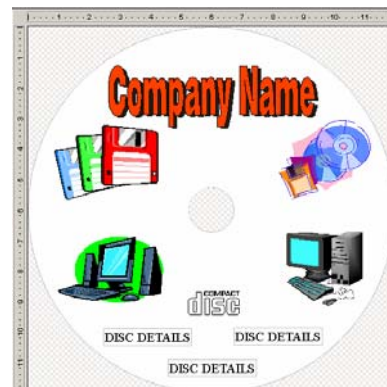 Company Name
COMPACT
disc
DISC DETAILS DISC DETAILS
DISC DETAILS